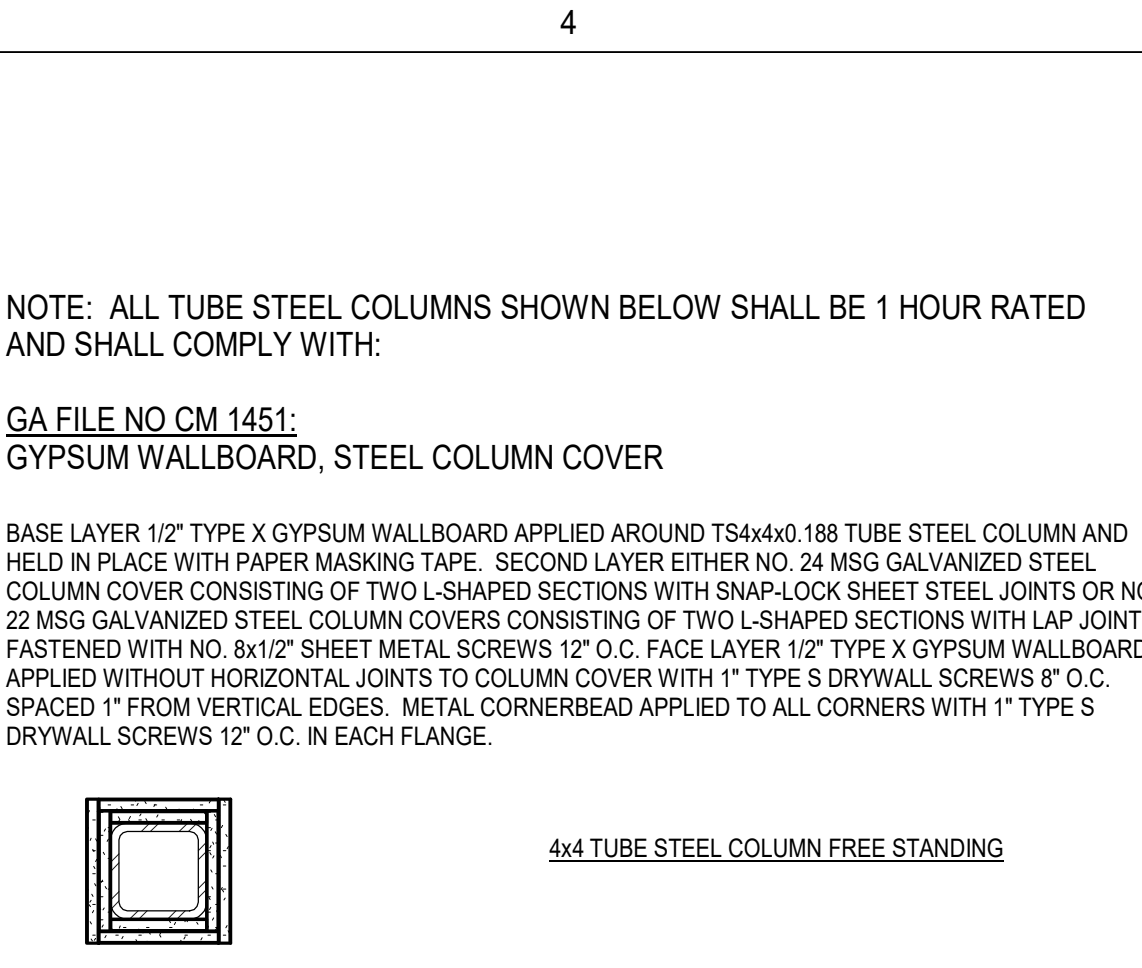 4
NOTE: ALL TUBE STEEL COLUMNS SHOWN BELOW SHALL BE 1 HOUR RATED
AND SHALL COMPLY WITH:
GA FILE NO CM 1451:
GYPSUM WALLBOARD, STEEL COLUMN COVER
BASE LAYER 1/2" TYPE X GYPSUM WALLBOARD APPLIED AROUND TS4x4x0.188 TUBE STEEL COLUMN AND
HELD IN PLACE WITH PAPER MASKING TAPE. SECOND LAYER EITHER NO. 24 MSG GALVANIZED STEEL
COLUMN COVER CONSISTING OF TWO L-SHAPED SECTIONS WITH SNAP-LOCK SHEET STEEL JOINTS OR NO
22 MSG GALVANIZED STEEL COLUMN COVERS CONSISTING OF TWO L-SHAPED SECTIONS WITH LAP JOINT
FASTENED WITH NO. 8x1/2" SHEET METAL SCREWS 12" O.C. FACE LAYER 1/2" TYPE X GYPSUM WALLBOARD
APPLIED WITHOUT HORIZONTAL JOINTS TO COLUMN COVER WITH 1" TYPE S DRYWALL SCREWS 8" O.C.
SPACED 1" FROM VERTICAL EDGES. METAL CORNERBEAD APPLIED TO ALL CORNERS WITH 1" TYPE S
DRYWALL SCREWS 12" O.C. IN EACH FLANGE.
4x4 TUBE STEEL COLUMN FREE STANDING